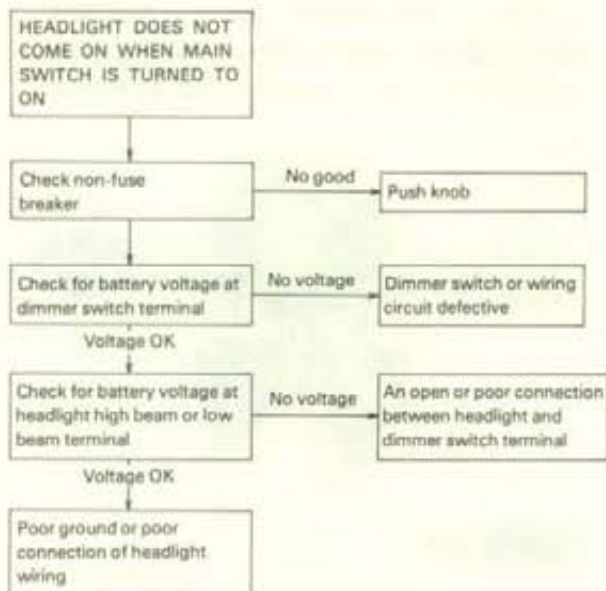 HEADLIGHT DOES NOT
COME ON WHEN MAIN
SWITCH IS TURNED TO
ON
Check non-fuse
breaker
No good
Push knob
Check for battery voltage at
dimmer switch terminal
No voltage
Dimmer switch or wiring
circuit defective
Voltage OK
Check for battery voltage at
headlight high beam or low
beam terminal
No voltage
An open or poor connection
between headlight and
dimmer switch terminal
Voltage OK
Poor ground or poor
connection of headlight
wiring